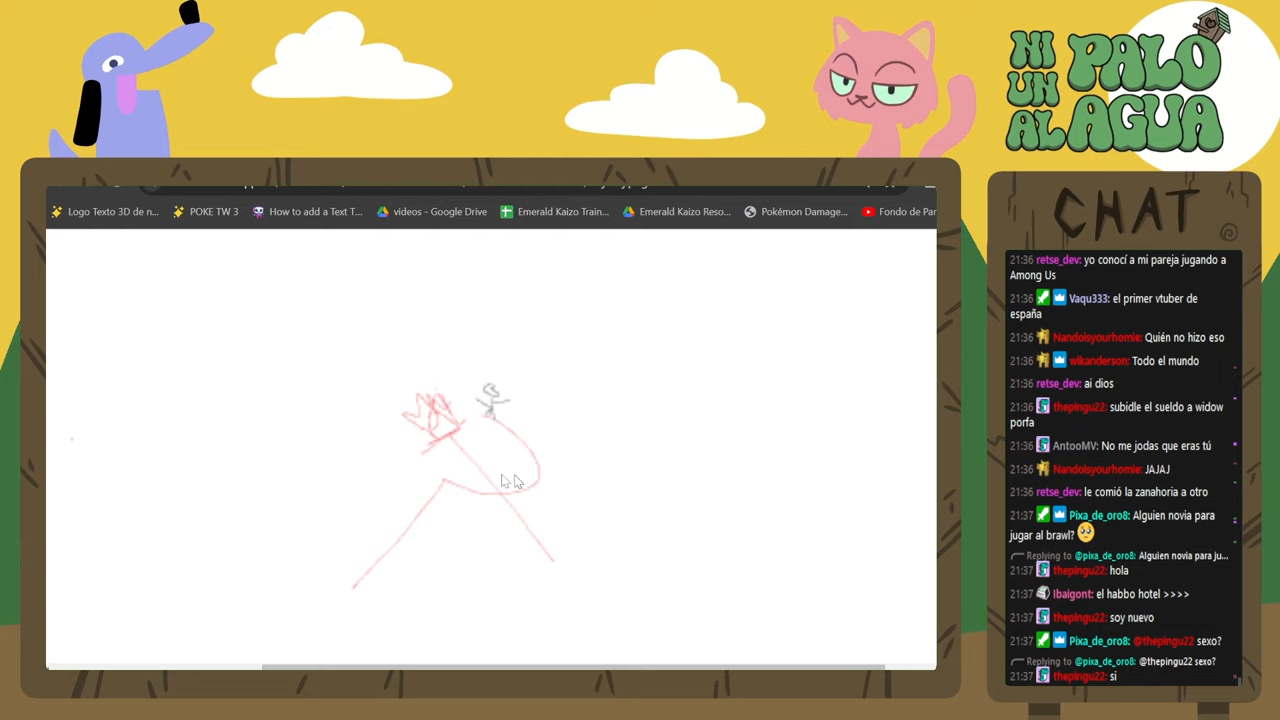 NI UN PALO AL AGUA
Logo Texto 3D de n...
POKE TW 3
How to add a Text T...
videos - Google Drive
Emerald Kaizo Train...
Emerald Kaizo Reso...
Pokémon Damage...
Fondo de Par
CHAT
21:36 retse_dev: yo conocí a mi pareja jugando a
Among Us
21:36 Vaqu333: el primer vtuber de
españa
21:36 Nandoisyourhomie: Quién no hizo eso
21:36 wikanderson: Todo el mundo
21:36 retse_dev: ai dios
21:36 thepingu22: subidle el sueldo a widow
porfa
21:36 AntooMV: No me jodas que eras tú
21:36 Nandoisyourhomie: JAJAJ
21:36 retse_dev: le comió la zanahoria a otro
21:37 Pixa_de_oro8: Alguien novia para
jugar al brawl?
Replying to @pixa_de_oro8: Alguien novia para ju...
21:37 thepingu22: hola
21:37 Ibaigont: el habbo hotel >>>>
21:37 thepingu22: soy nuevo
21:37 Pixa_de_oro8: @thepingu22 sexo?
Replying to @pixa_de_oro8: @thepingu22 sexo?
21:37 thepingu22: si